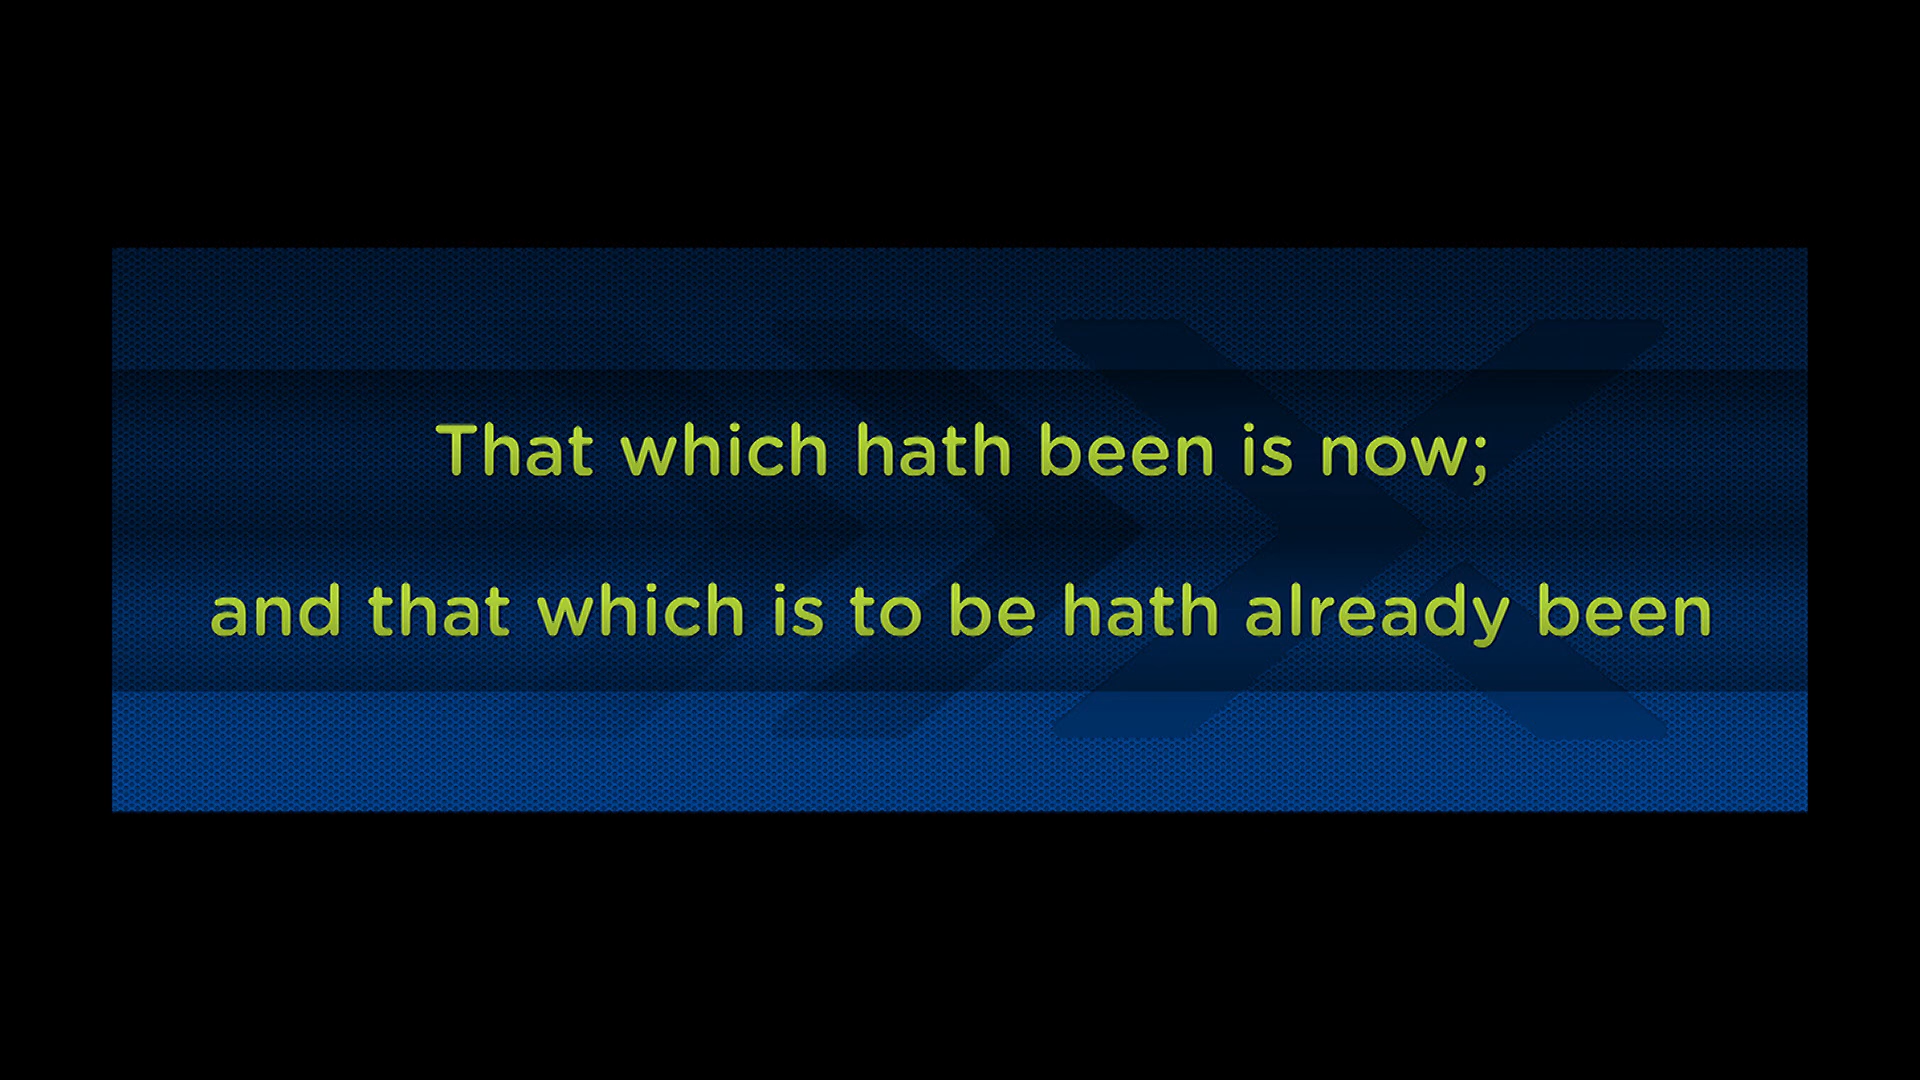 That which hath been is now;
and that which is to be hath already been